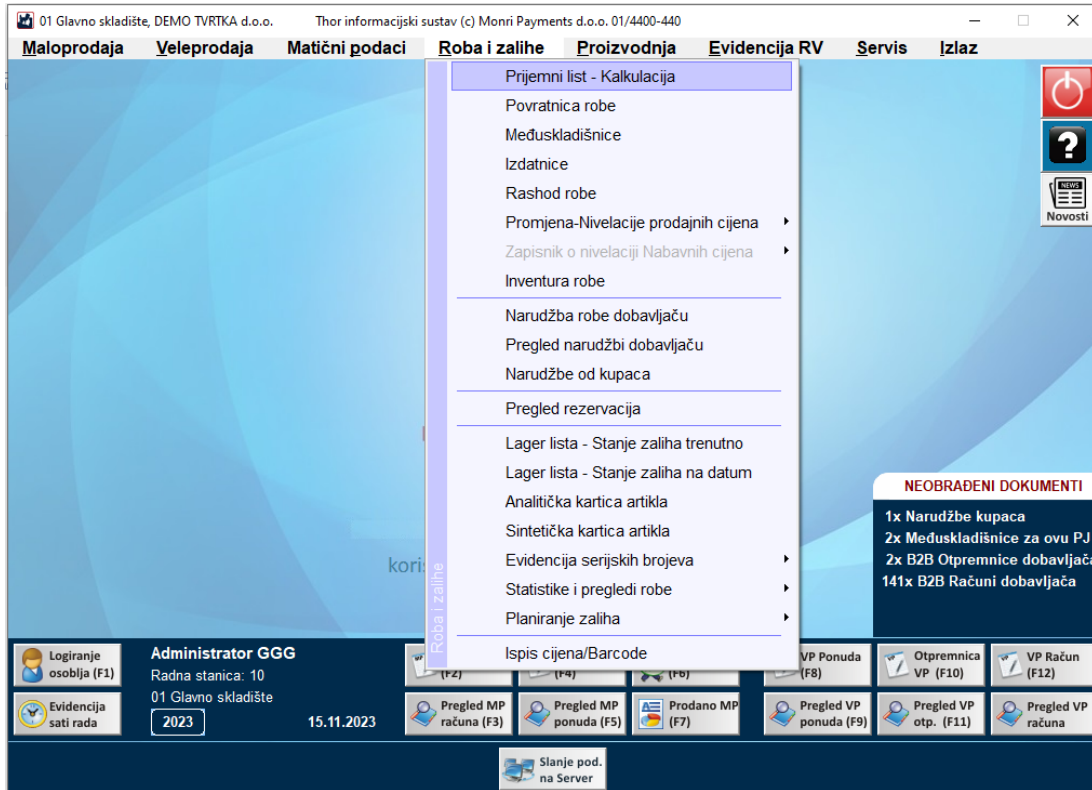 01 Glavno skladište, DEMO TVRTKA d.o.o. Thor informacijski sustav (c) Monri Payments d.o.o. 01/4400-440
Maloprodaja Veleprodaja Matični podaci Roba i zalihe Proizvodnja Evidencija RV Servis Izlaz
Prijemni list - Kalkulacija
Povratnica robe
Međuskladišnice
Izdatnice
Rashod robe
Promjena-Nivelacije prodajnih cijena
Zapisnik o nivelaciji Nabavnih cijena
Inventura robe
Narudžba robe dobavljaču
Pregled narudžbi dobavljaču
Narudžbe od kupaca
Pregled rezervacija
Lager lista - Stanje zaliha trenutno
Lager lista - Stanje zaliha na datum
Analitička kartica artikla
Sintetička kartica artikla
Evidencija serijskih brojeva
Statistike i pregledi robe
Planiranje zaliha
Ispis cijena/Barcode
Roba i zalihe
?
NEWS
Novosti
NEOBRAĐENI DOKUMENTI
1x Narudžbe kupaca
2x Međuskladišnice za ovu PJ
2x B2B Otpremnice dobavljača
141x B2B Računi dobavljača
Logiranje
osoblja (F1)
Evidencija
sati rada
Administrator GGG
Radna stanica: 10
01 Glavno skladište
2023 15.11.2023
(F2)
(F4)
(F6)
VP Ponuda
(F8)
Otpremnica
VP (F10)
VP Račun
(F12)
Pregled MP
računa (F3)
Pregled MP
ponuda (F5)
Prodano MP
(F7)
Pregled VP
ponuda (F9)
Pregled VP
otp. (F11)
Pregled VP
računa
Slanje pod.
na Server